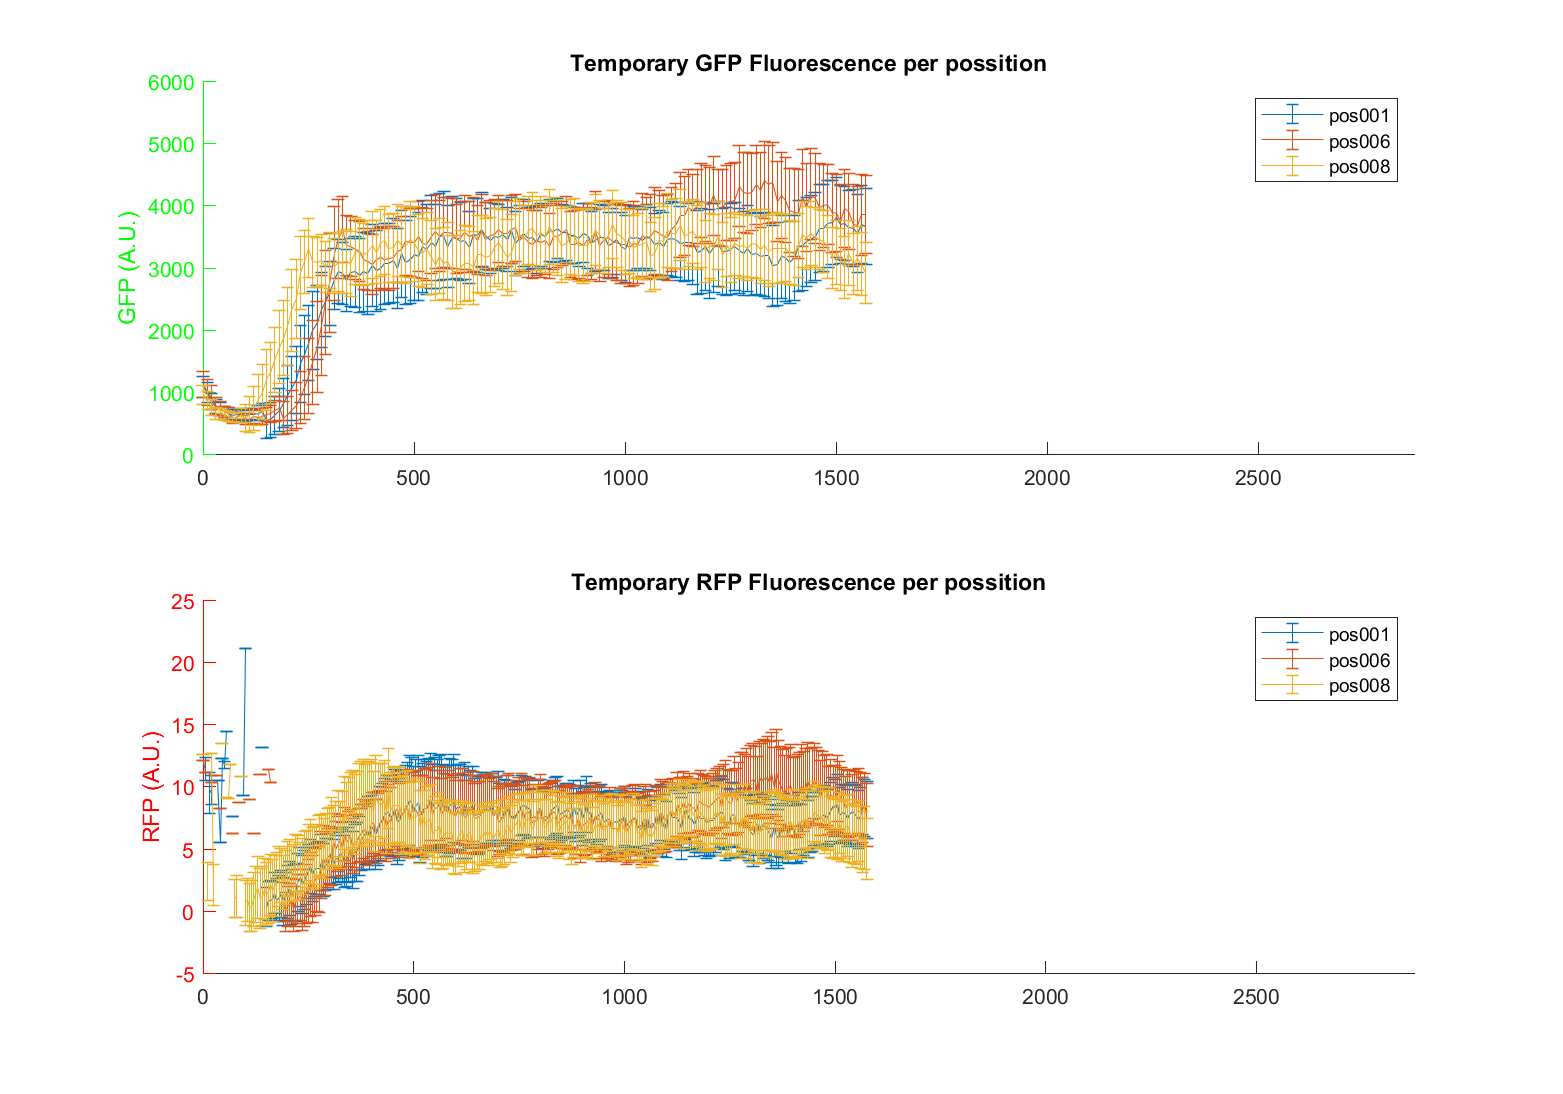 Temporary GFP Fluorescence per possition
GFP (A.U.)
6000
5000
4000
3000
2000
1000
0
0 500 1000 1500 2000 2500
pos001
pos006
pos008
Temporary RFP Fluorescence per possition
RFP (A.U.)
25
20
15
10
5
0
-5
0 500 1000 1500 2000 2500
pos001
pos006
pos008